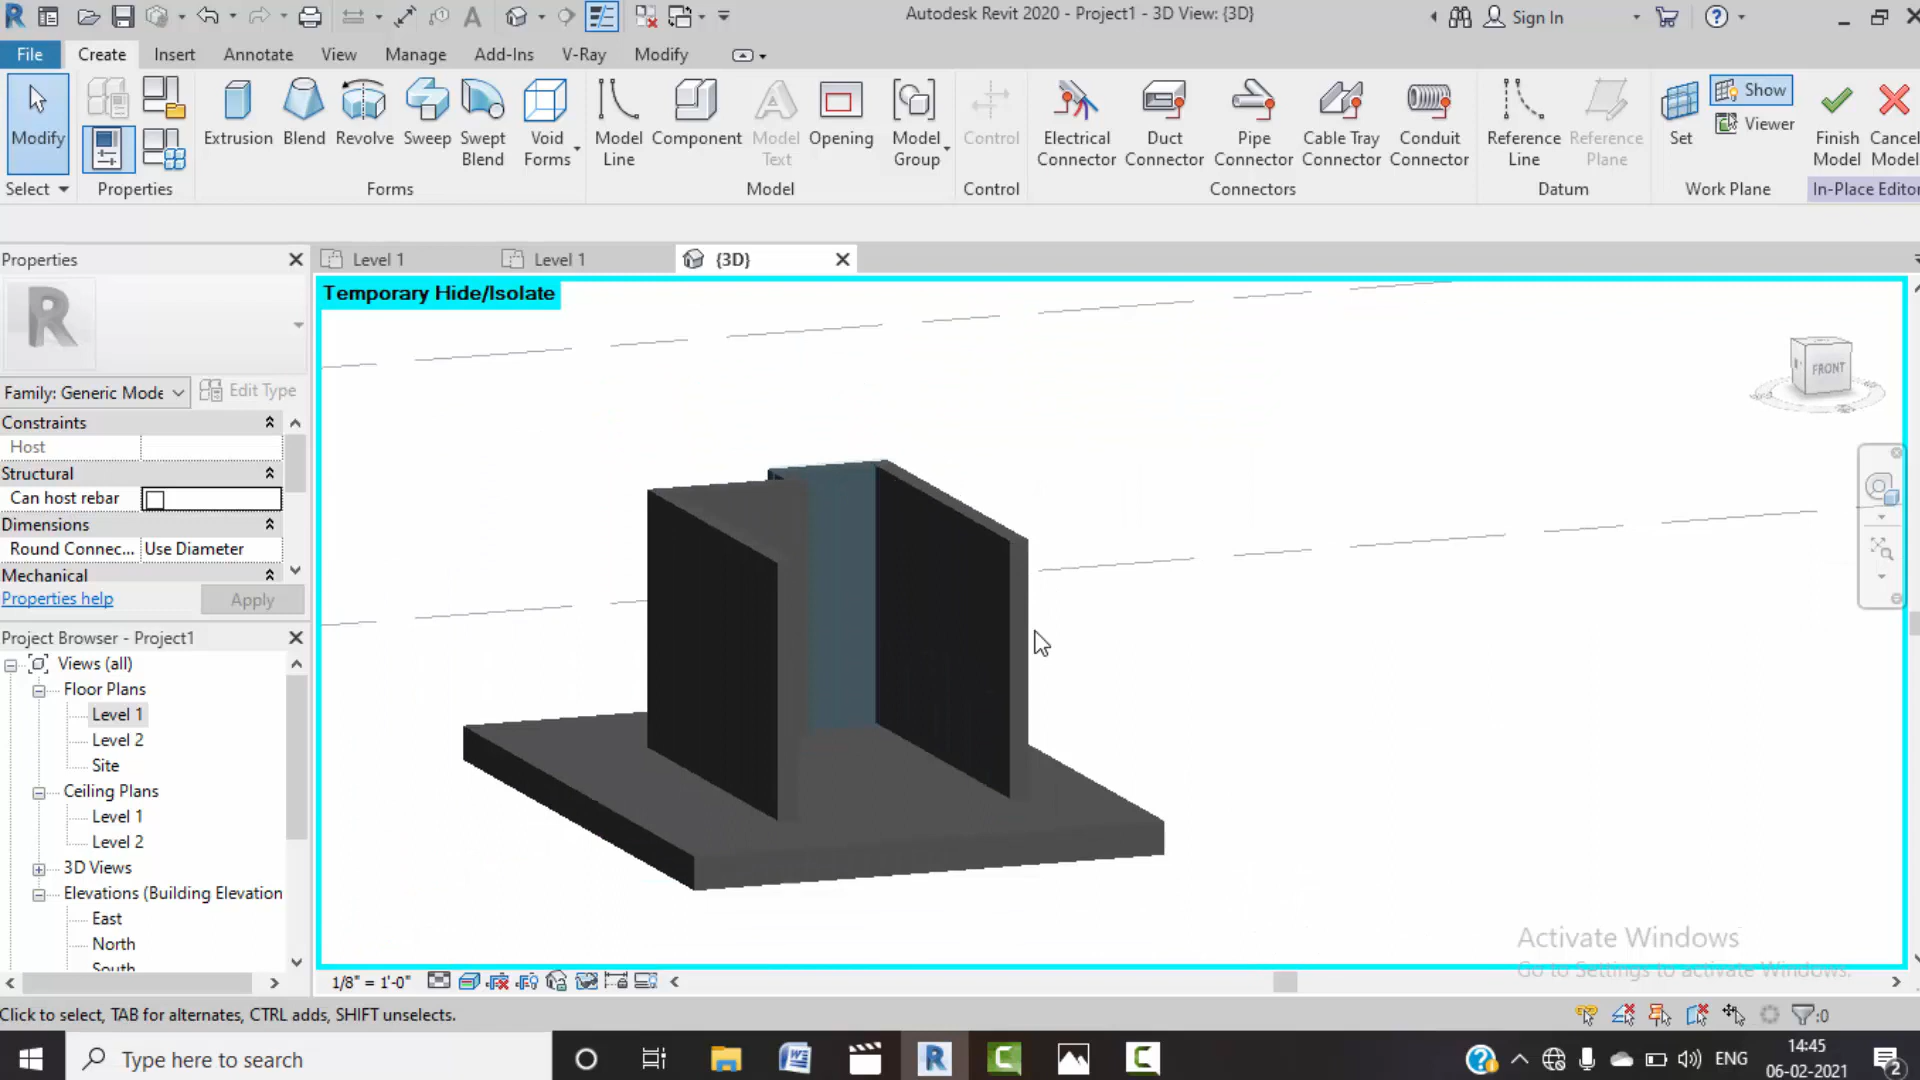 Autodesk Revit 2020 - Project1 - 3D View: {3D}
Sign In
File
Create
Insert
Annotate
View
Manage
Add-Ins
V-Ray
Modify
Modify
Extrusion
Blend
Revolve
Sweep
Swept
Blend
Void
Forms
Model
Line
Component
Model
Text
Opening
Model
Group
Control
Electrical
Connector
Duct
Connector
Pipe
Connector
Cable Tray
Connector
Conduit
Connector
Reference
Line
Reference
Plane
Set
Show
Viewer
Finish
Model
Cancel
Model
Select
Properties
Forms
Model
Control
Connectors
Datum
Work Plane
In-Place Editor
Properties
Level 1
Level 1
{3D}
Temporary Hide/Isolate
FRONT
Family: Generic Mode
Edit Type
Constraints
Host
Structural
Can host rebar
Dimensions
Round Connec...
Use Diameter
Mechanical
Properties help
Apply
Project Browser - Project1
Views (all)
Floor Plans
Level 1
Level 2
Site
Ceiling Plans
Level 1
Level 2
3D Views
Elevations (Building Elevation
East
North
South
Activate Windows
Go to Settings to activate Windows.
1/8" = 1'-0"
Click to select, TAB for alternates, CTRL adds, SHIFT unselects.
:0
Type here to search
ENG
14:45
06-02-2021
2